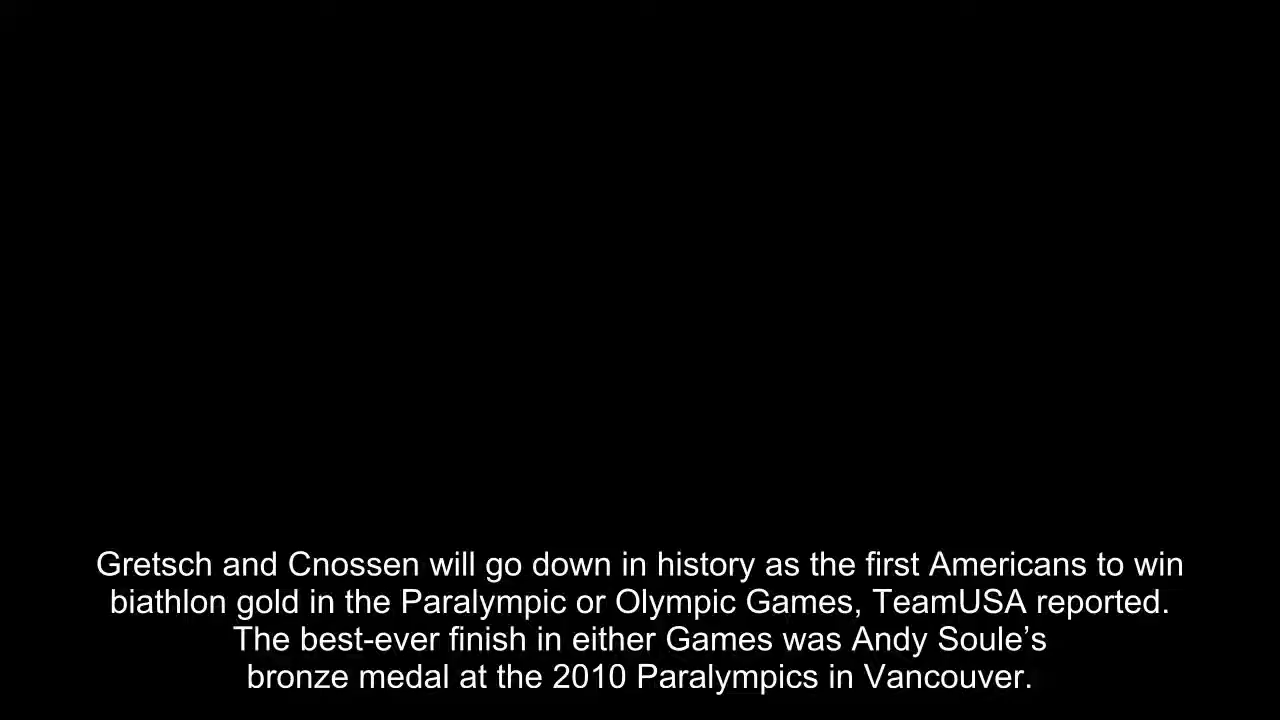 Gretsch and Cnossen will go down in history as the first Americans to win
biathlon gold in the Paralympic or Olympic Games, TeamUSA reported.
The best-ever finish in either Games was Andy Soule’s
bronze medal at the 2010 Paralympics in Vancouver.